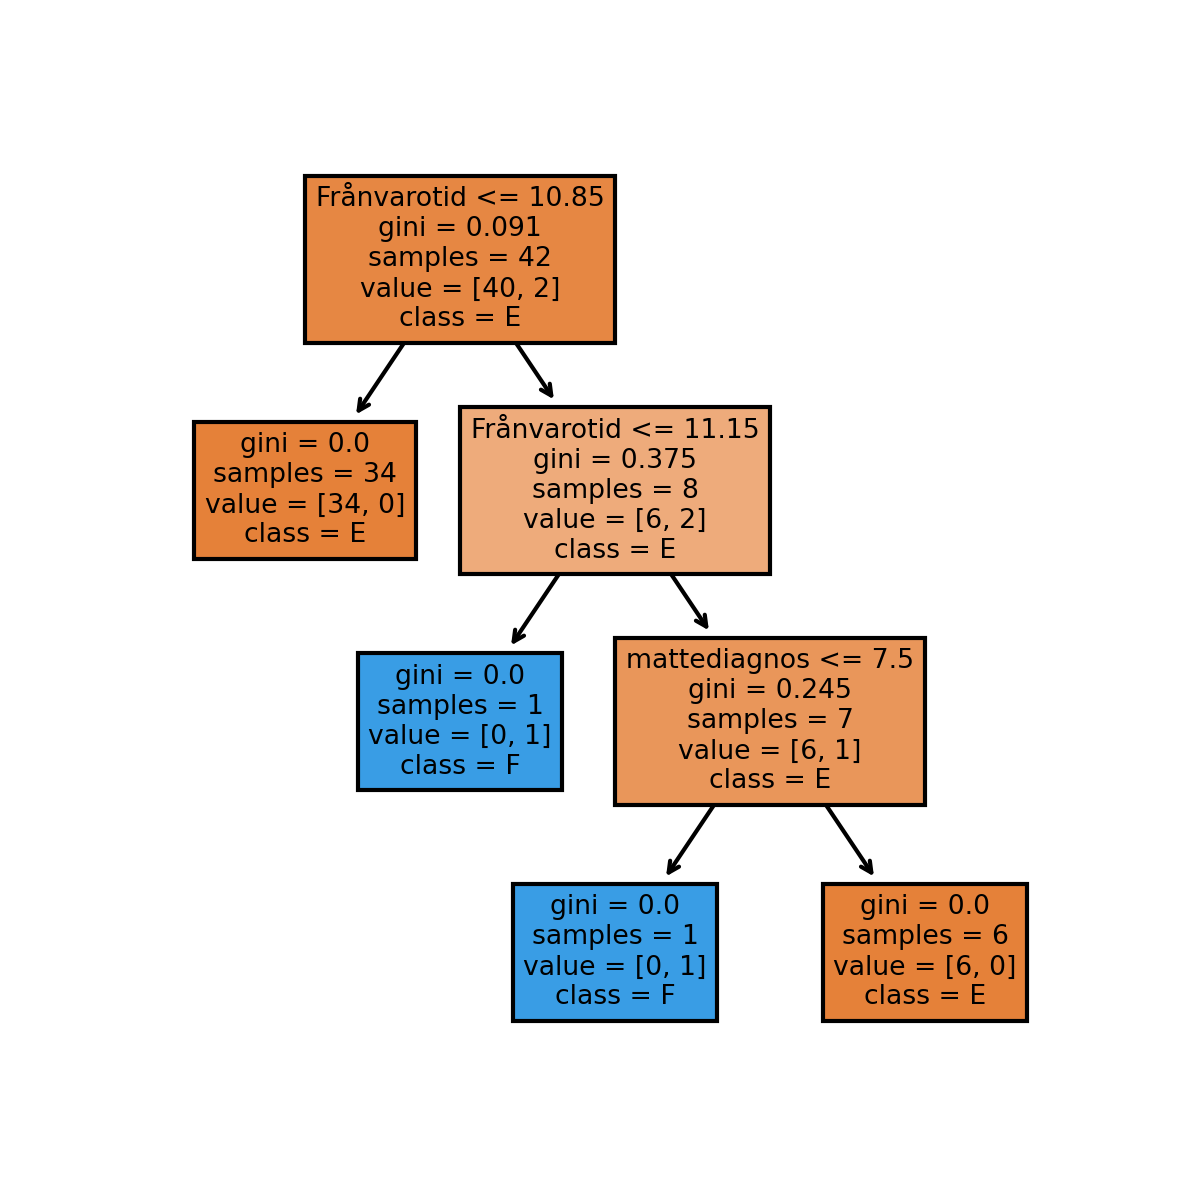 Frånvarotid <= 10.85
gini = 0.091
samples = 42
value = [40, 2]
class = E
gini = 0.0
samples = 34
value = [34, 0]
class = E
Frånvarotid <= 11.15
gini = 0.375
samples = 8
value = [6, 2]
class = E
gini = 0.0
samples = 1
value = [0, 1]
class = F
mattediagnos <= 7.5
gini = 0.245
samples = 7
value = [6, 1]
class = E
gini = 0.0
samples = 1
value = [0, 1]
class = F
gini = 0.0
samples = 6
value = [6, 0]
class = E